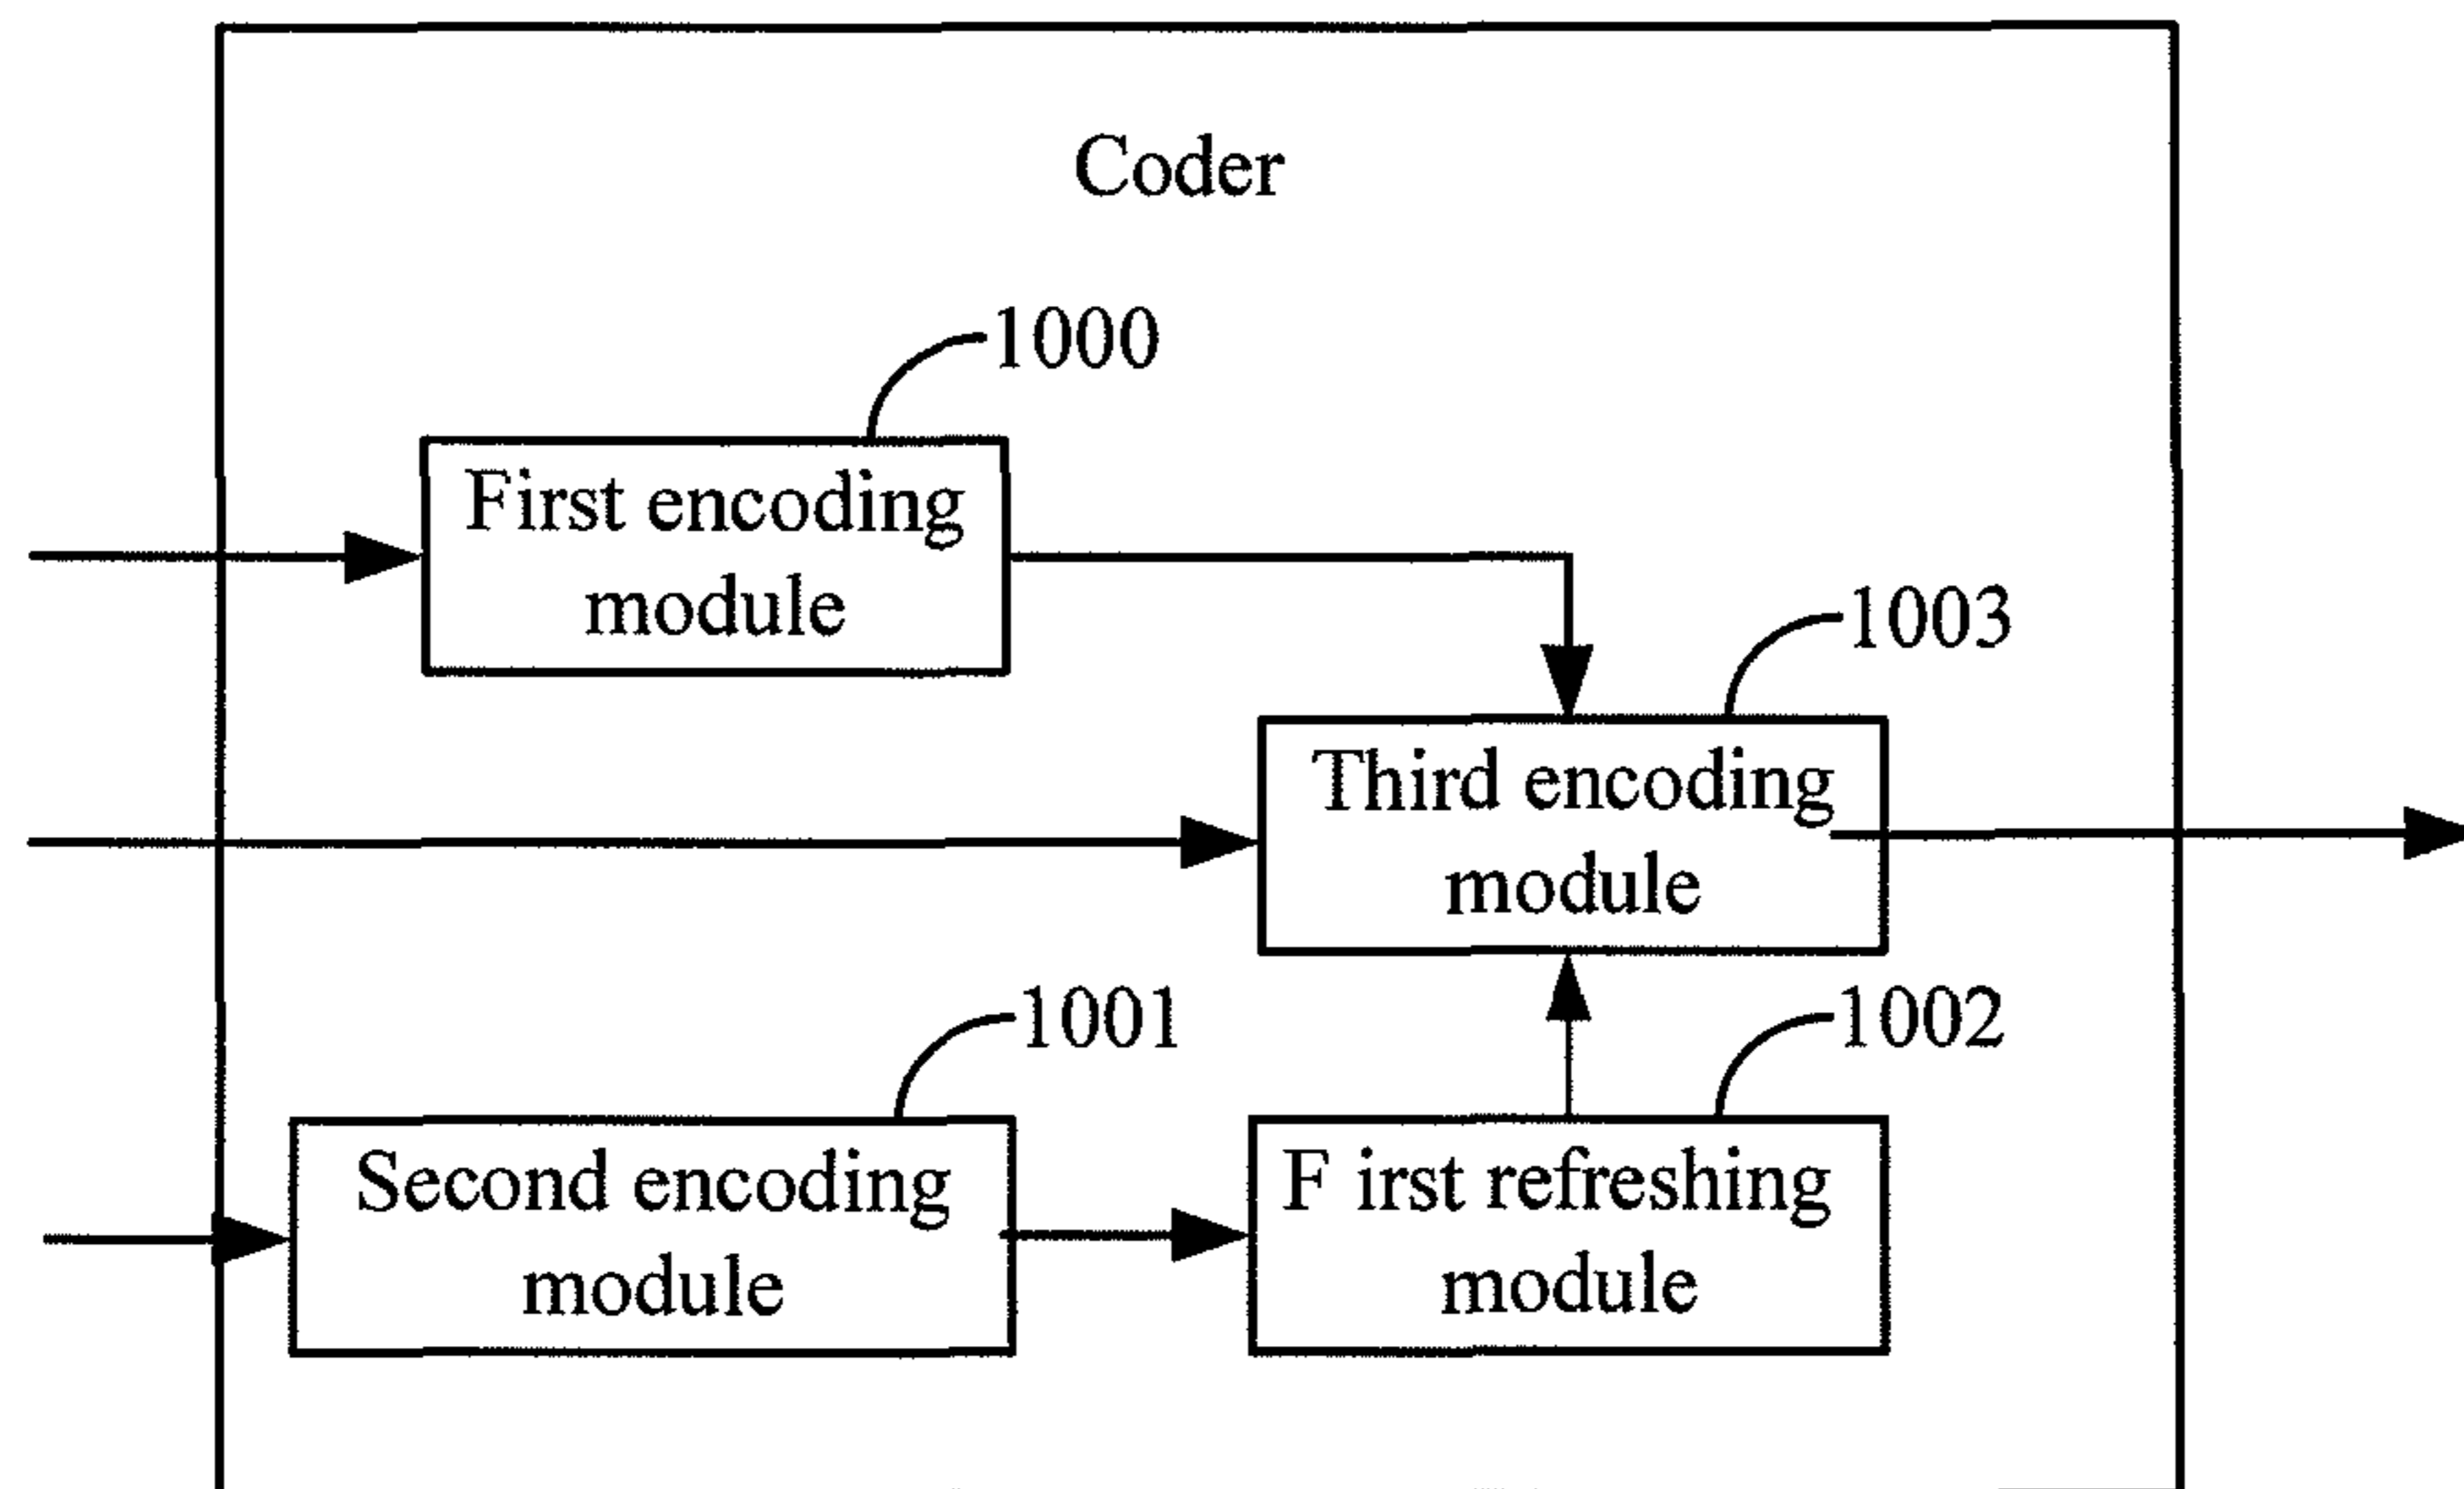 Coder
1000
First encoding
module
1003
Third encoding
module
1001
1002
Second encoding
module
F irst refreshing
module